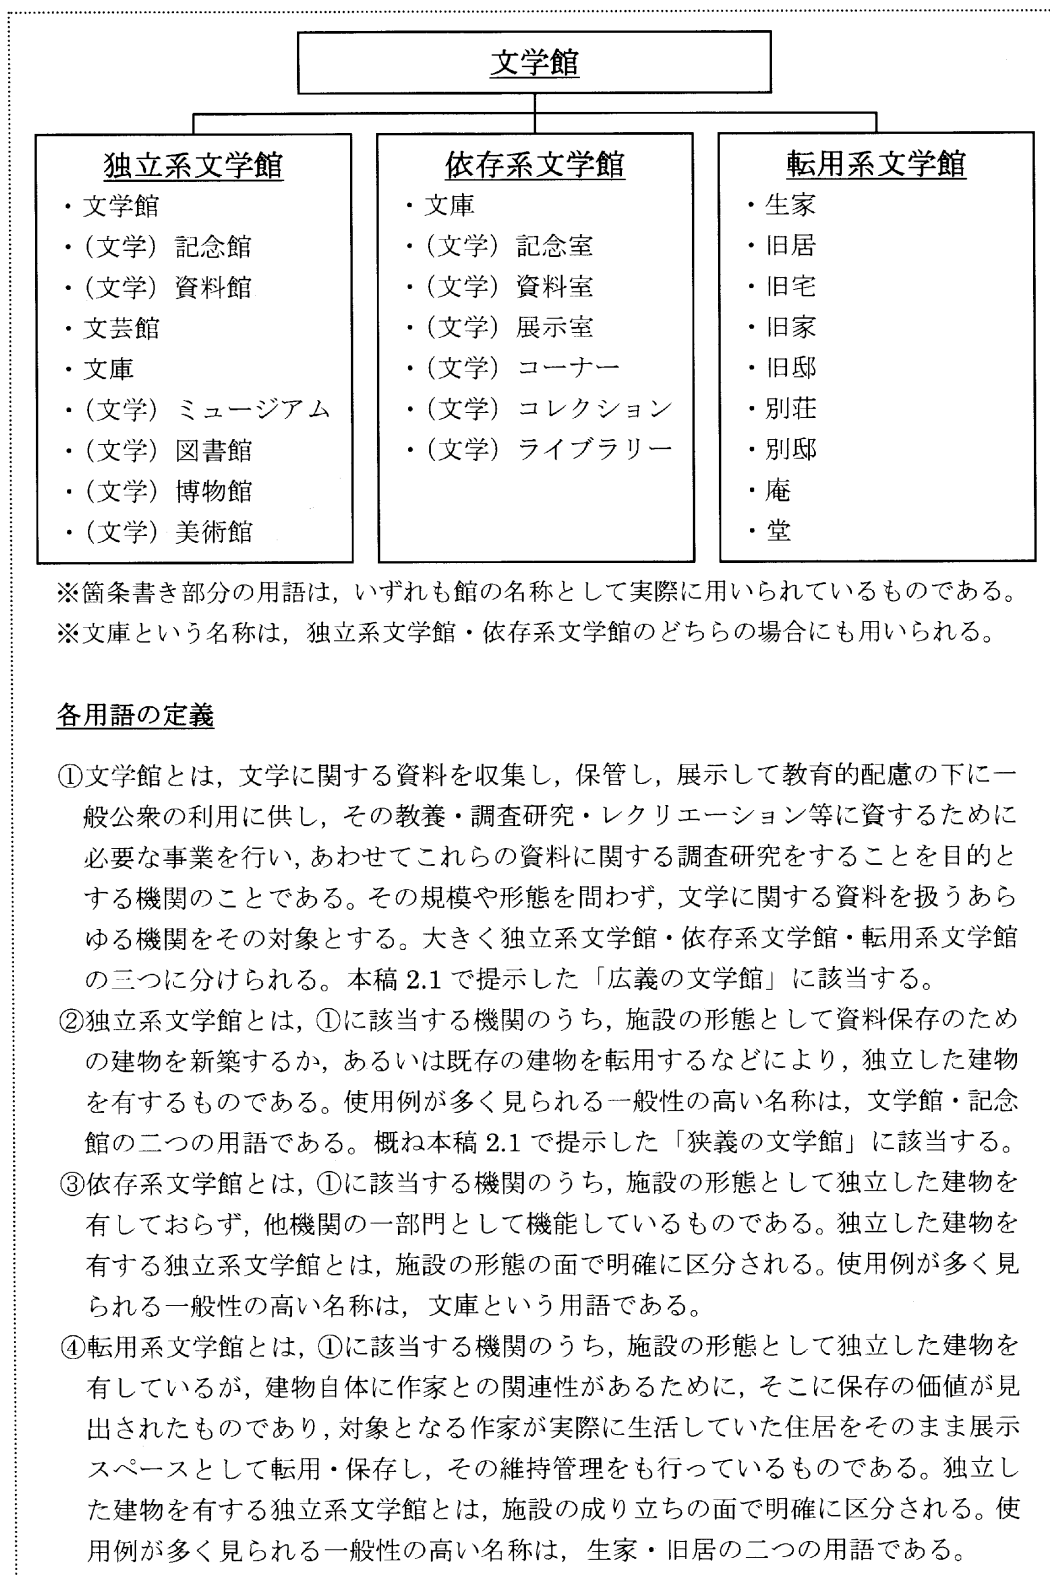 文学館
独立系文学館
・文学館
・(文学) 記念館
・(文学) 資料館
・文芸館
・文庫
・(文学) ミュージアム
・(文学) 図書館
・(文学) 博物館
・(文学) 美術館
依存系文学館
・文庫
・(文学) 記念室
・(文学) 資料室
・(文学) 展示室
・(文学) コーナー
・(文学) コレクション
・(文学) ライブラリー
転用系文学館
・生家
・旧居
・旧宅
・旧家
・旧邸
・別荘
・別邸
・庵
・堂
※箇条書き部分の用語は，いずれも館の名称として実際に用いられているものである。
※文庫という名称は，独立系文学館・依存系文学館のどちらの場合にも用いられる。
各用語の定義
①文学館とは，文学に関する資料を収集し，保管し，展示して教育的配慮の下に一
般公衆の利用に供し，その教養・調査研究・レクリエーション等に資するために
必要な事業を行い，あわせてこれらの資料に関する調査研究をすることを目的と
する機関のことである。その規模や形態を問わず，文学に関する資料を扱うあら
ゆる機関をその対象とする。大きく独立系文学館・依存系文学館・転用系文学館
の三つに分けられる。本稿 2.1 で提示した「広義の文学館」に該当する。
②独立系文学館とは，①に該当する機関のうち，施設の形態として資料保存のため
の建物を新築するか，あるいは既存の建物を転用するなどにより，独立した建物
を有するものである。使用例が多く見られる一般性の高い名称は，文学館・記念
館の二つの用語である。概ね本稿 2.1 で提示した「狭義の文学館」に該当する。
③依存系文学館とは，①に該当する機関のうち，施設の形態として独立した建物を
有しておらず，他機関の一部門として機能しているものである。独立した建物を
有する独立系文学館とは，施設の形態の面で明確に区分される。使用例が多く見
られる一般性の高い名称は，文庫という用語である。
④転用系文学館とは，①に該当する機関のうち，施設の形態として独立した建物を
有しているが，建物自体に作家との関連性があるために，そこに保存の価値が見
出されたものであり，対象となる作家が実際に生活していた住居をそのまま展示
スペースとして転用・保存し，その維持管理をも行っているものである。独立し
た建物を有する独立系文学館とは，施設の成り立ちの面で明確に区分される。使
用例が多く見られる一般性の高い名称は，生家・旧居の二つの用語である。